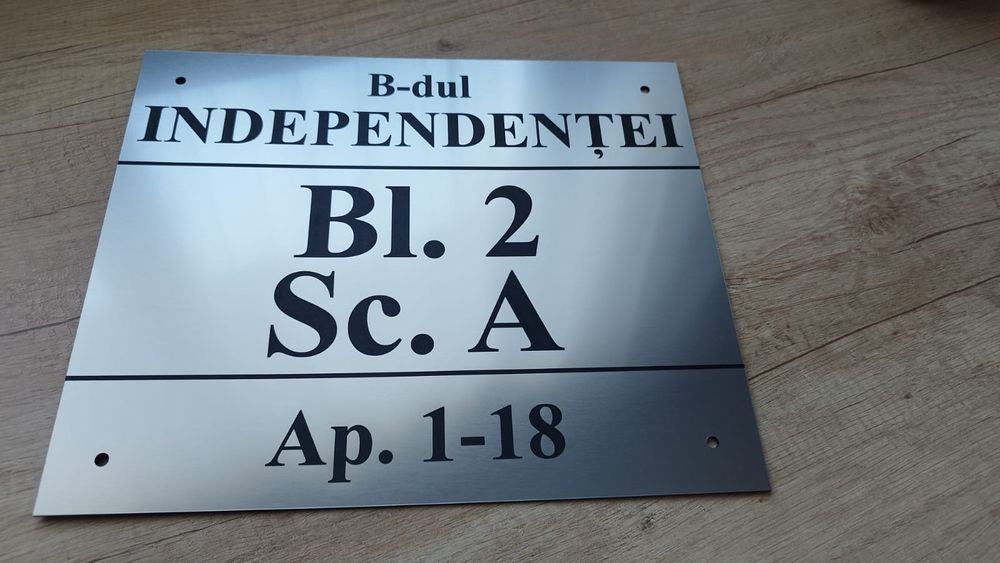 B-dul
INDEPENDENȚEI
Bl. 2
Sc. A
Ap. 1-18